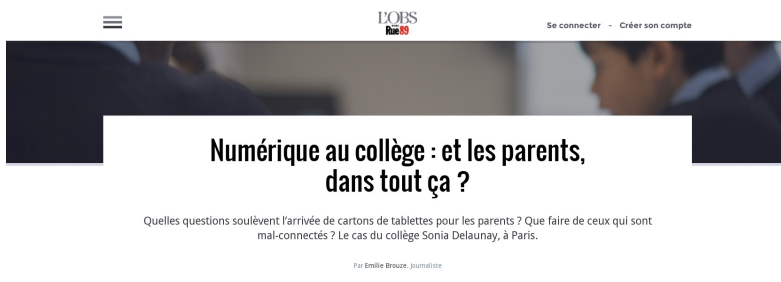 L'OBS
Rue89
Se connecter - Créer son compte
Numérique au collège : et les parents,
dans tout ça ?
Quelles questions soulèvent l'arrivée de cartons de tablettes pour les parents ? Que faire de ceux qui sont
mal-connectés ? Le cas du collège Sonia Delaunay, à Paris.
Par Emilie Brouze. Journaliste